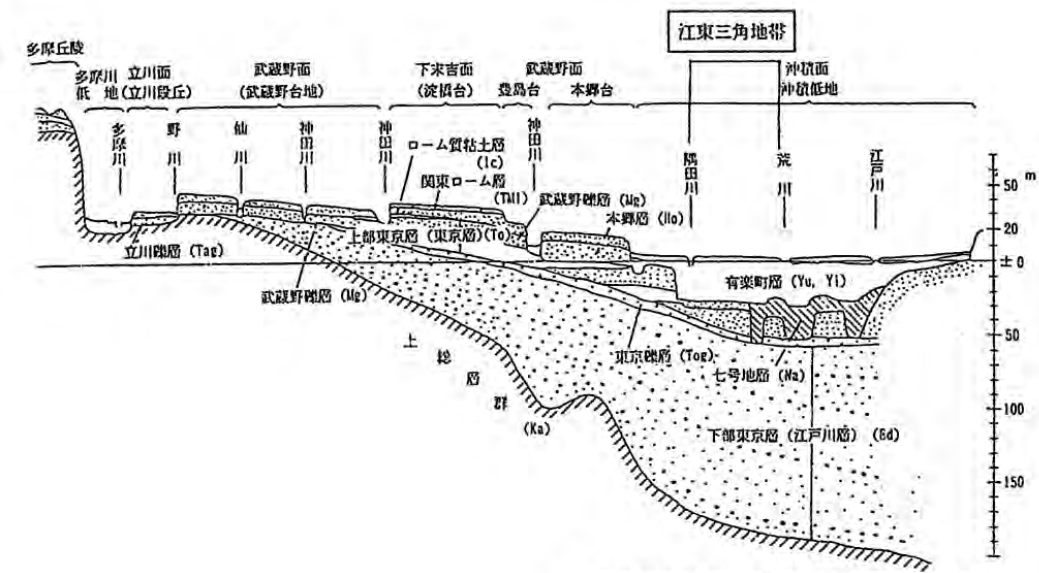 江東三角地帯
多摩丘陵
多摩川
低地
立川面
(立川段丘)
武蔵野面
(武蔵野台地)
下末吉面
(淀橋台)
武蔵野面
豊島台
本郷台
沖積面
沖積低地
多摩川
野川
仙川
神田川
神田川
神田川
隅田川
荒川
江戸川
m
ローム質粘土層
(lc)
関東ローム層
(TMl)
武蔵野礫層(Mg)
本郷層(Ho)
上部東京層(東京層)(To)
立川礫層(Tag)
武蔵野礫層(Mg)
有楽町層(Yu, Yl)
東京礫層(Tog)
七号地層(Na)
上総層群
(Ka)
下部東京層(江戸川層)(Ed)
50
20
±0
50
100
150